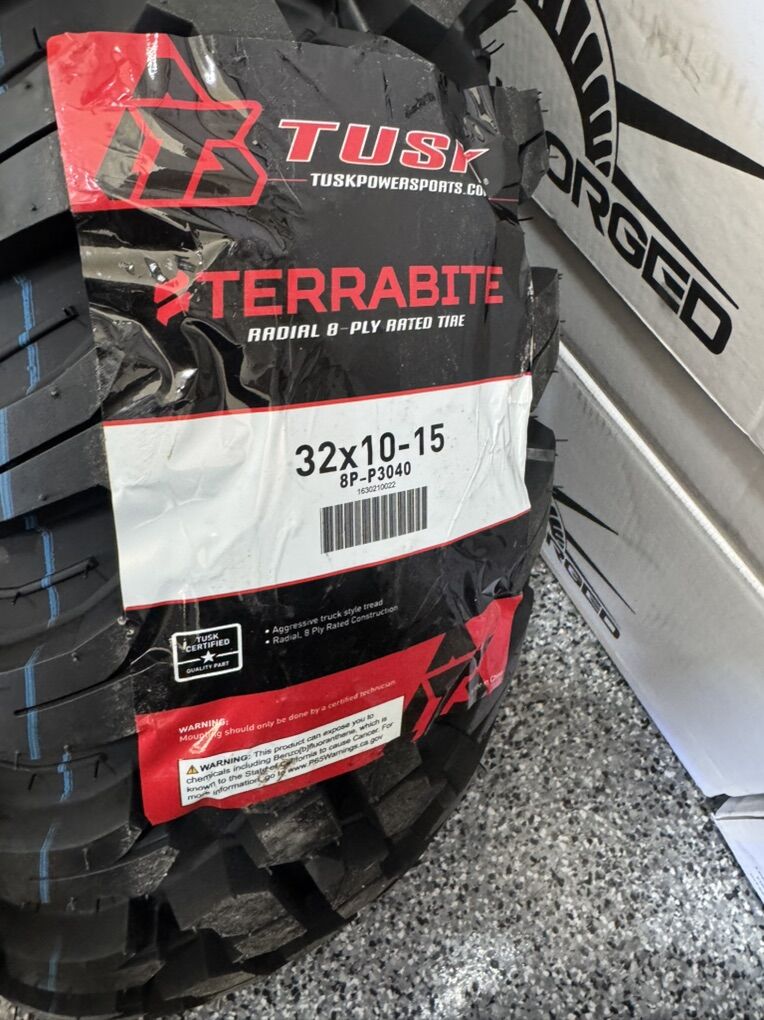 TUSK
TUSKPOWERSPORTS.CO
TERRABITE
RADIAL 8-PLY RATED TIRE
32x10-15
8P-P3040
1630210022
TUSK
CERTIFIED
QUALITY PART
• Aggressive truck style tread
• Radial, 8 Ply Rated Construction
WARNING:
Mounting should only be done by a certified technician.
WARNING: This product can expose you to
chemicals including Benzo[b]fluoranthene, which is
known to the State of California to cause Cancer. For
more information, go to www.P65Warnings.ca.gov
ORGED
ORGED